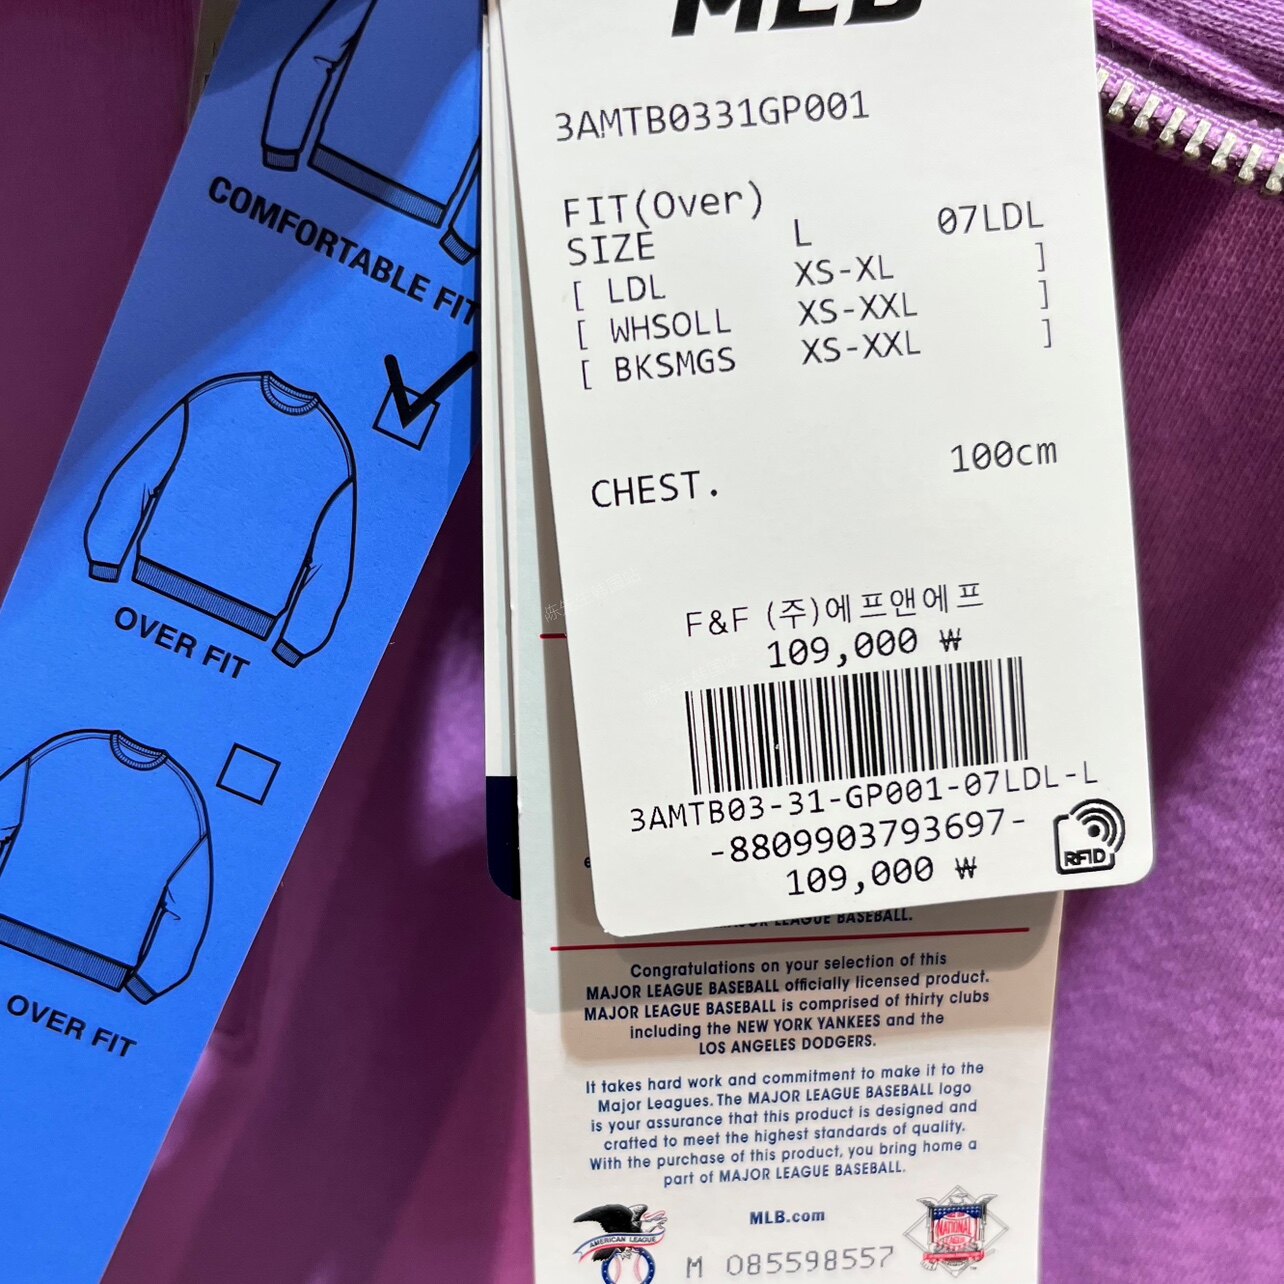 COMFORTABLE FIT
OVER FIT
OVER FIT
MLB
3AMTB0331GP001
FIT(Over)
SIZE L 07LDL
[ LDL XS-XL ]
[ WHSOLL XS-XXL ]
[ BKSMGS XS-XXL ]
CHEST. 100cm
F&F (주)에프앤에프
109,000 ₩
3AMTB03-31-GP001-07LDL-L
-8809903793697-
109,000 ₩
RFID
MAJOR LEAGUE BASEBALL.
Congratulations on your selection of this
MAJOR LEAGUE BASEBALL officially licensed product.
MAJOR LEAGUE BASEBALL is comprised of thirty clubs
including the NEW YORK YANKEES and the
LOS ANGELES DODGERS.
It takes hard work and commitment to make it to the
Major Leagues. The MAJOR LEAGUE BASEBALL logo
is your assurance that this product is designed and
crafted to meet the highest standards of quality.
With the purchase of this product, you bring home a
part of MAJOR LEAGUE BASEBALL.
MLB.com
AMERICAN LEAGUE
NATIONAL LEAGUE
M 085598557